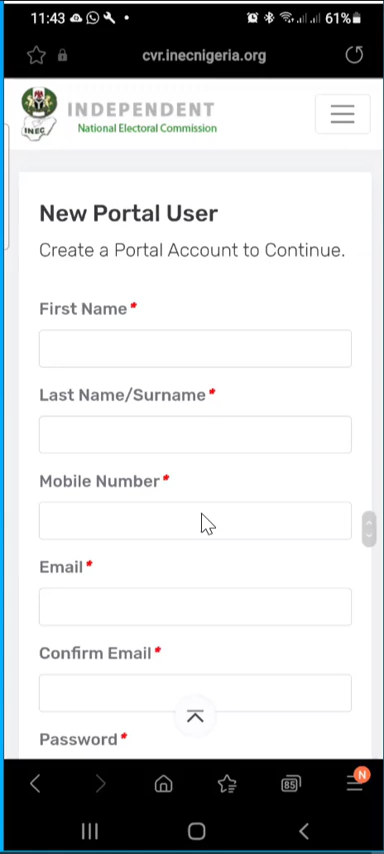 11:43
61%
cvr.inecnigeria.org
INDEPENDENT
National Electoral Commission
INEC
New Portal User
Create a Portal Account to Continue.
First Name*
Last Name/Surname*
Mobile Number*
Email*
Confirm Email*
Password*
85
N